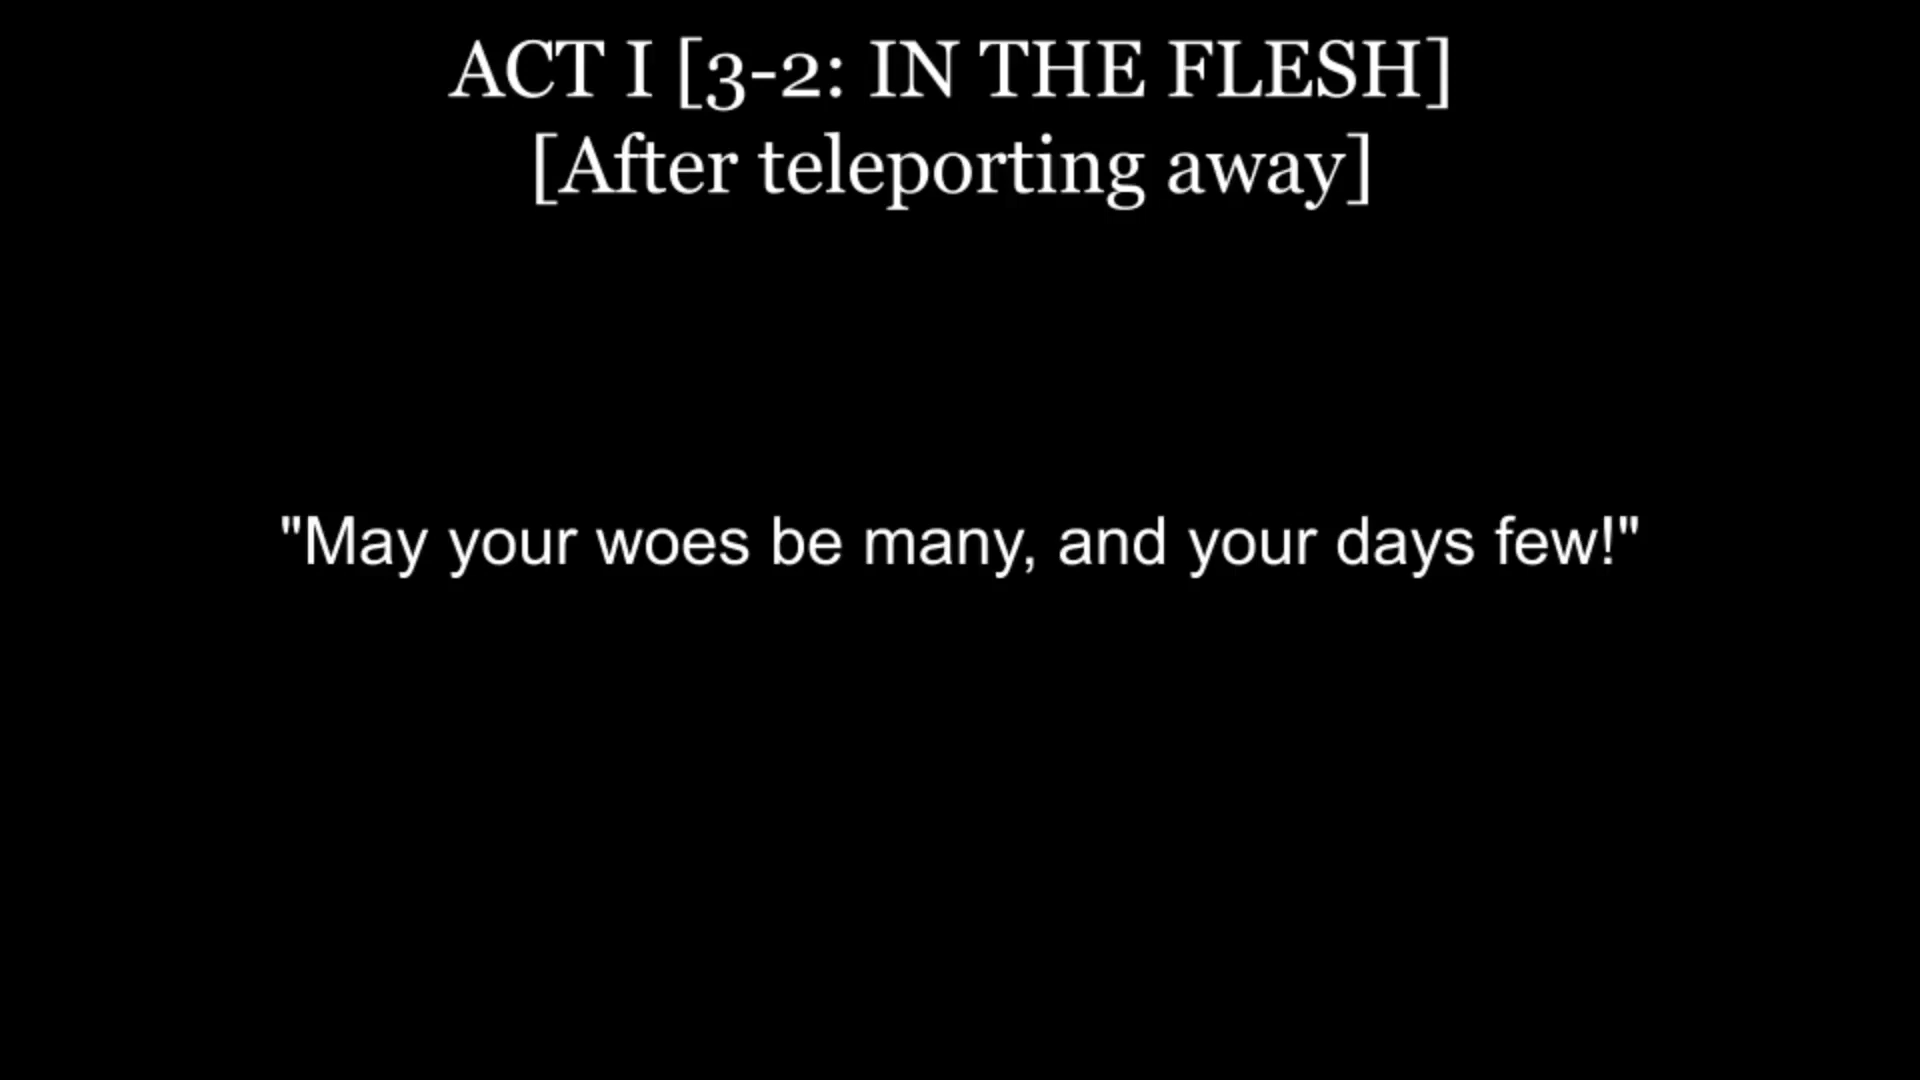 ACT I [3-2: IN THE FLESH]
[After teleporting away]
"May your woes be many, and your days few!"